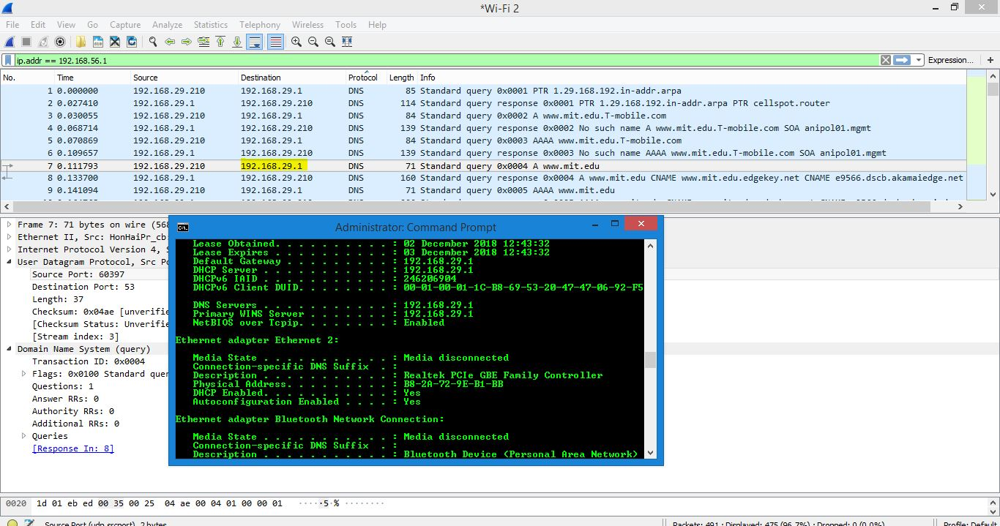 *Wi-Fi 2
File Edit View Go Capture Analyze Statistics Telephony Wireless Tools Help
ip.addr == 192.168.56.1
Expression...
No. Time Source Destination Protocol Length Info
1 0.000000 192.168.29.210 192.168.29.1 DNS 85 Standard query 0x0001 PTR 1.29.168.192.in-addr.arpa
2 0.027410 192.168.29.1 192.168.29.210 DNS 114 Standard query response 0x0001 PTR 1.29.168.192.in-addr.arpa PTR cellspot.router
3 0.030055 192.168.29.210 192.168.29.1 DNS 84 Standard query 0x0002 A www.mit.edu.T-mobile.com
4 0.068714 192.168.29.1 192.168.29.210 DNS 139 Standard query response 0x0002 No such name A www.mit.edu.T-mobile.com SOA anipol01.mgmt
5 0.070869 192.168.29.210 192.168.29.1 DNS 84 Standard query 0x0003 AAAA www.mit.edu.T-mobile.com
6 0.109657 192.168.29.1 192.168.29.210 DNS 139 Standard query response 0x0003 No such name AAAA www.mit.edu.T-mobile.com SOA anipol01.mgmt
7 0.111793 192.168.29.210 192.168.29.1 DNS 71 Standard query 0x0004 A www.mit.edu
8 0.133700 192.168.29.1 192.168.29.210 DNS 160 Standard query response 0x0004 A www.mit.edu CNAME www.mit.edu.edgekey.net CNAME e9566.dscb.akamaiedge.net
9 0.141094 192.168.29.210 192.168.29.1 DNS 71 Standard query 0x0005 AAAA www.mit.edu
Frame 7: 71 bytes on wire (568
Ethernet II, Src: HonHaiPr_cb:
Internet Protocol Version 4, S
User Datagram Protocol, Src Po
Source Port: 60397
Destination Port: 53
Length: 37
Checksum: 0x04ae [unverifie
[Checksum Status: Unverifie
[Stream index: 3]
Domain Name System (query)
Transaction ID: 0x0004
Flags: 0x0100 Standard quer
Questions: 1
Answer RRs: 0
Authority RRs: 0
Additional RRs: 0
Queries
[Response In: 8]
Administrator: Command Prompt
Lease Obtained. . . . . . . . . . : 02 December 2018 12:43:32
Lease Expires . . . . . . . . . . : 03 December 2018 12:43:32
Default Gateway . . . . . . . . . : 192.168.29.1
DHCP Server . . . . . . . . . . . : 192.168.29.1
DHCPv6 IAID . . . . . . . . . . . : 246206904
DHCPv6 Client DUID. . . . . . . . : 00-01-00-01-1C-B8-69-53-20-47-47-06-92-F5
DNS Servers . . . . . . . . . . . : 192.168.29.1
Primary WINS Server . . . . . . . : 192.168.29.1
NetBIOS over Tcpip. . . . . . . . : Enabled
Ethernet adapter Ethernet 2:
Media State . . . . . . . . . . . : Media disconnected
Connection-specific DNS Suffix . :
Description . . . . . . . . . . . : Realtek PCIe GBE Family Controller
Physical Address. . . . . . . . . : B8-2A-72-9E-B1-BB
DHCP Enabled. . . . . . . . . . . : Yes
Autoconfiguration Enabled . . . . : Yes
Ethernet adapter Bluetooth Network Connection:
Media State . . . . . . . . . . . : Media disconnected
Connection-specific DNS Suffix . :
Description . . . . . . . . . . . : Bluetooth Device (Personal Area Network)
0020 1d 01 eb ed 00 35 00 25 04 ae 00 04 01 00 00 01 ·····5·% ········
Source Port (udp.srcport), 2 bytes
Packets: 491 · Displayed: 475 (96.7%) · Dropped: 0 (0.0%)
Profile: Default